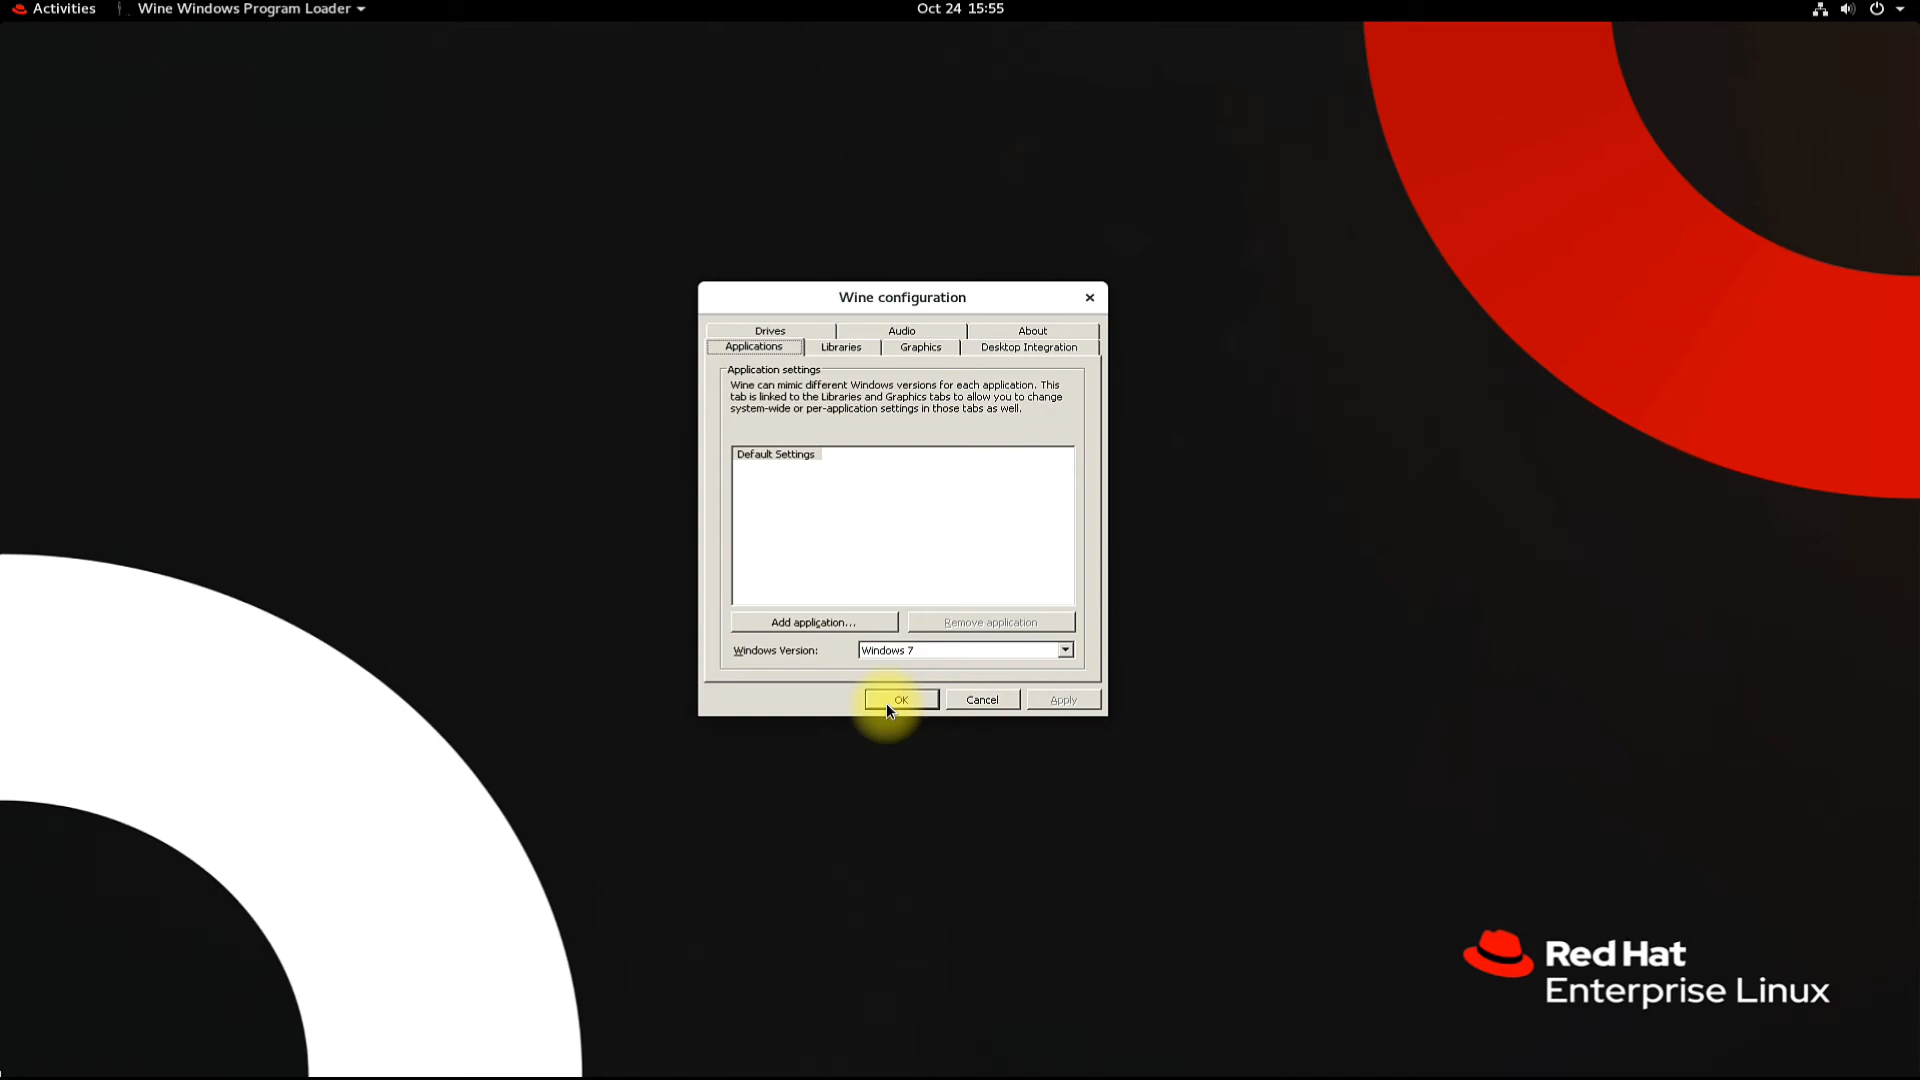 Activities
Wine Windows Program Loader
Oct 24 15:55
Wine configuration
Drives
Audio
About
Applications
Libraries
Graphics
Desktop Integration
Application settings
Wine can mimic different Windows versions for each application. This
tab is linked to the Libraries and Graphics tabs to allow you to change
system-wide or per-application settings in those tabs as well.
Default Settings
Add application...
Remove application
Windows Version:
Windows 7
OK
Cancel
Apply
Red Hat
Enterprise Linux